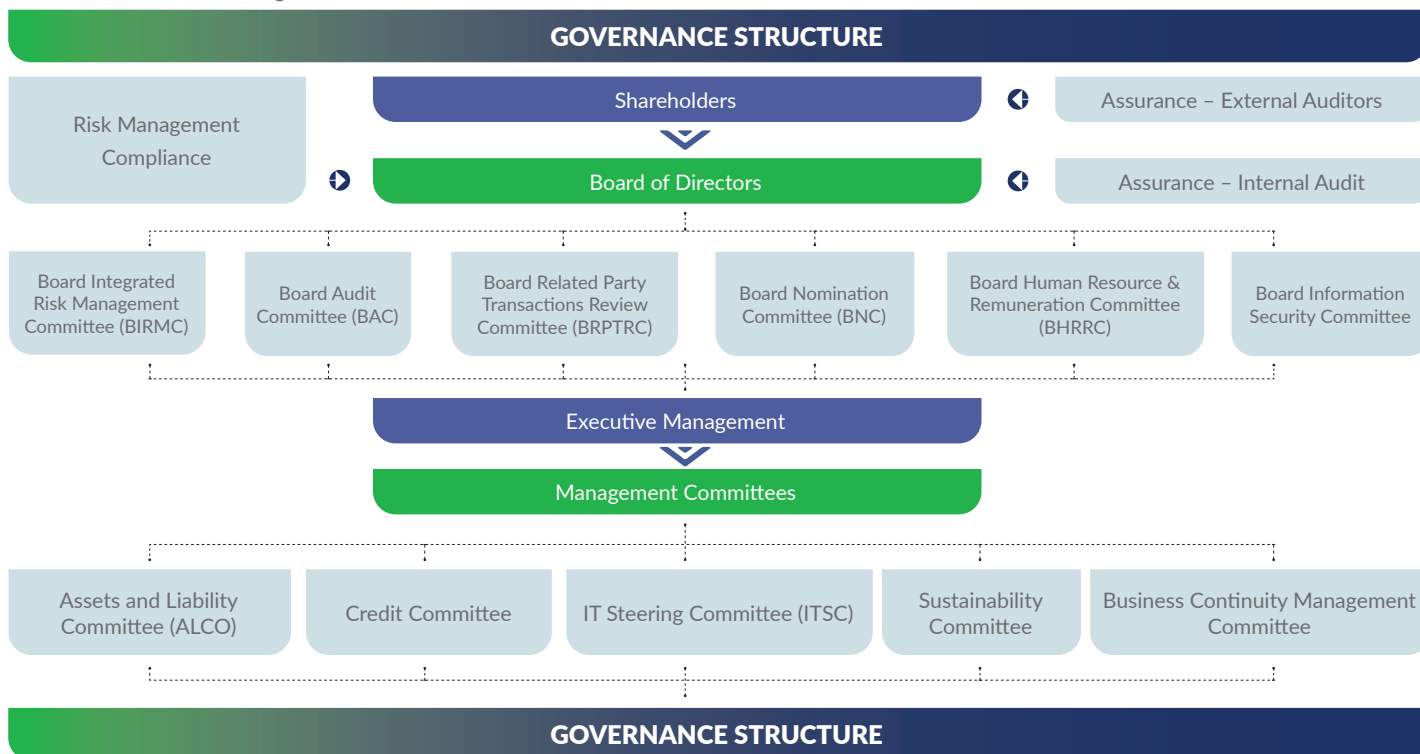 GOVERNANCE STRUCTURE
Risk Management
Compliance
Shareholders
Assurance – External Auditors
Board of Directors
Assurance – Internal Audit
Board Integrated
Risk Management
Committee (BIRMC)
Board Audit
Committee (BAC)
Board Related Party
Transactions Review
Committee (BRPTRC)
Board Nomination
Committee (BNC)
Board Human Resource &
Remuneration Committee
(BHRRC)
Board Information
Security Committee
Executive Management
Management Committees
Assets and Liability
Committee (ALCO)
Credit Committee
IT Steering Committee (ITSC)
Sustainability
Committee
Business Continuity Management
Committee
GOVERNANCE STRUCTURE